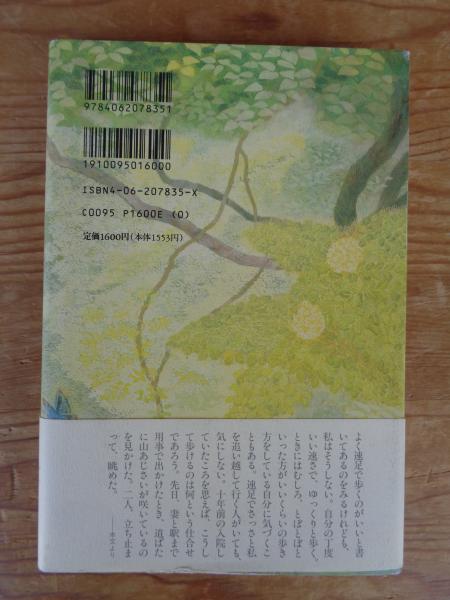 9784062078351
1910095016000
ISBN4-06-207835-X
C0095 P1600E (0)
定価1600円(本体1553円)
よく速足で歩くのがいいと書
いてあるのをみるけれども、
私はそうしない。自分の丁度
いい速さで、ゆっくりと歩く。
ときにはむしろ、とぼとぼと
いった方がいいくらいの歩き
方をしている自分に気づくこ
ともある。速足でさっさと私
を追い越して行く人がいても、
気にしない。十年前の入院し
ていたころを思えば、こうし
て歩けるのは何という仕合せ
であろう。先日、妻と駅まで
用事で出かけたとき、道ばた
に山あじさいが咲いているの
を見かけた。二人、立ち止ま
って、眺めた。
――本文より